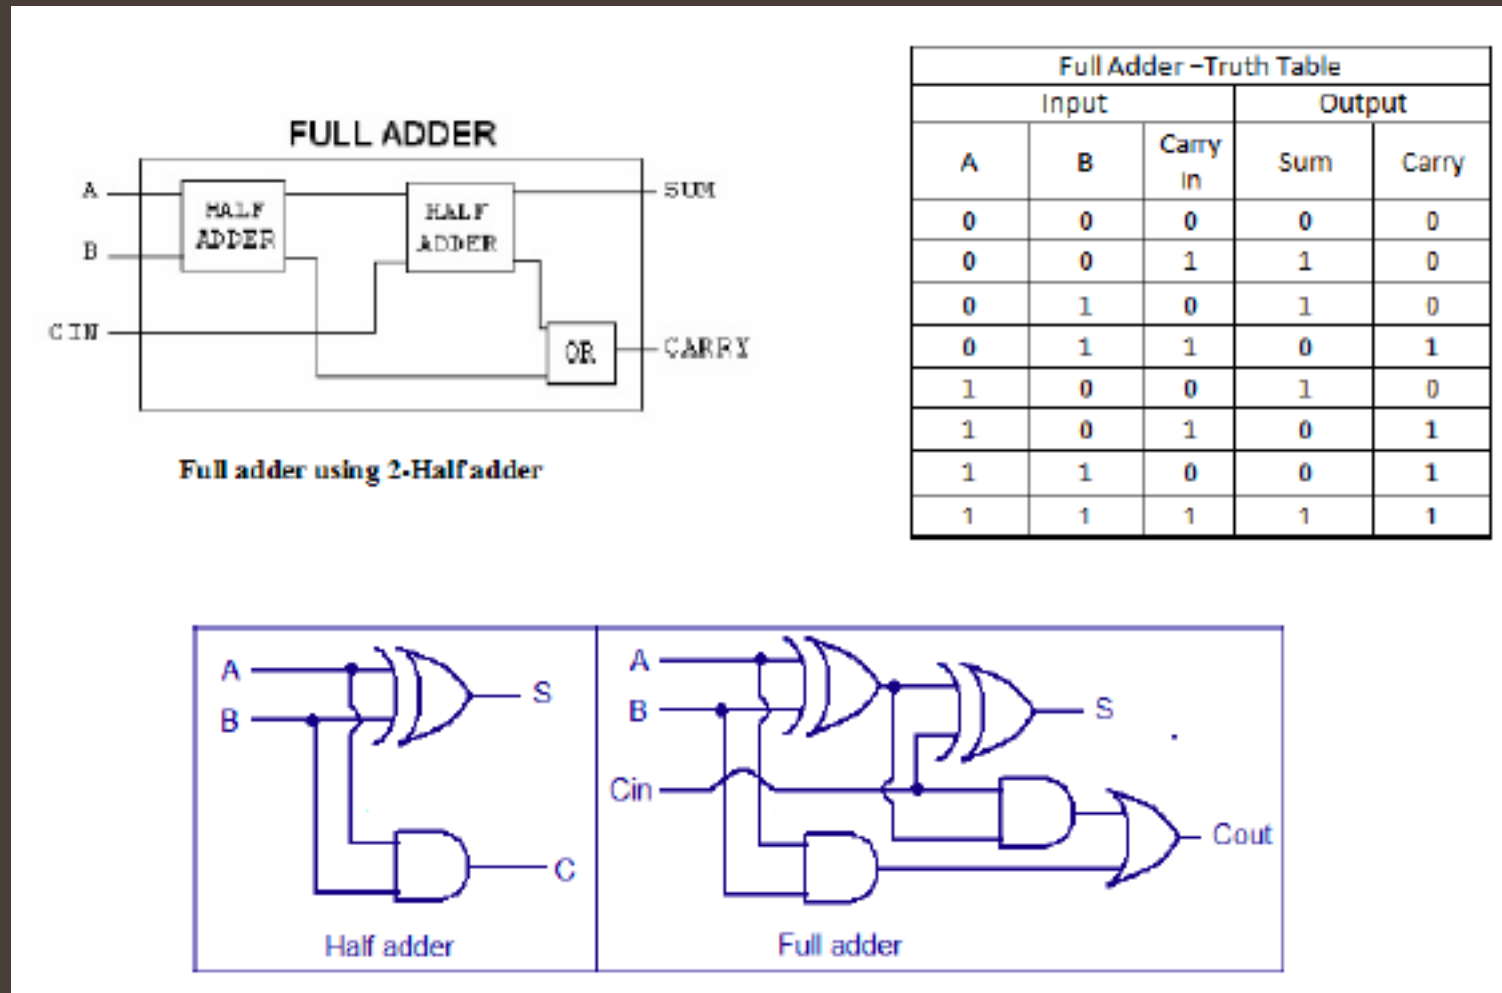 FULL ADDER
A
HALF
ADDER
HALF
ADDER
SUM
B
CIN
OR
CARRY
Full adder using 2-Half adder
Full Adder –Truth Table
Input Output
A B Carry In Sum Carry
0 0 0 0 0
0 0 1 1 0
0 1 0 1 0
0 1 1 0 1
1 0 0 1 0
1 0 1 0 1
1 1 0 0 1
1 1 1 1 1
A
B
S
C
Half adder
A
B
Cin
S
Cout
Full adder